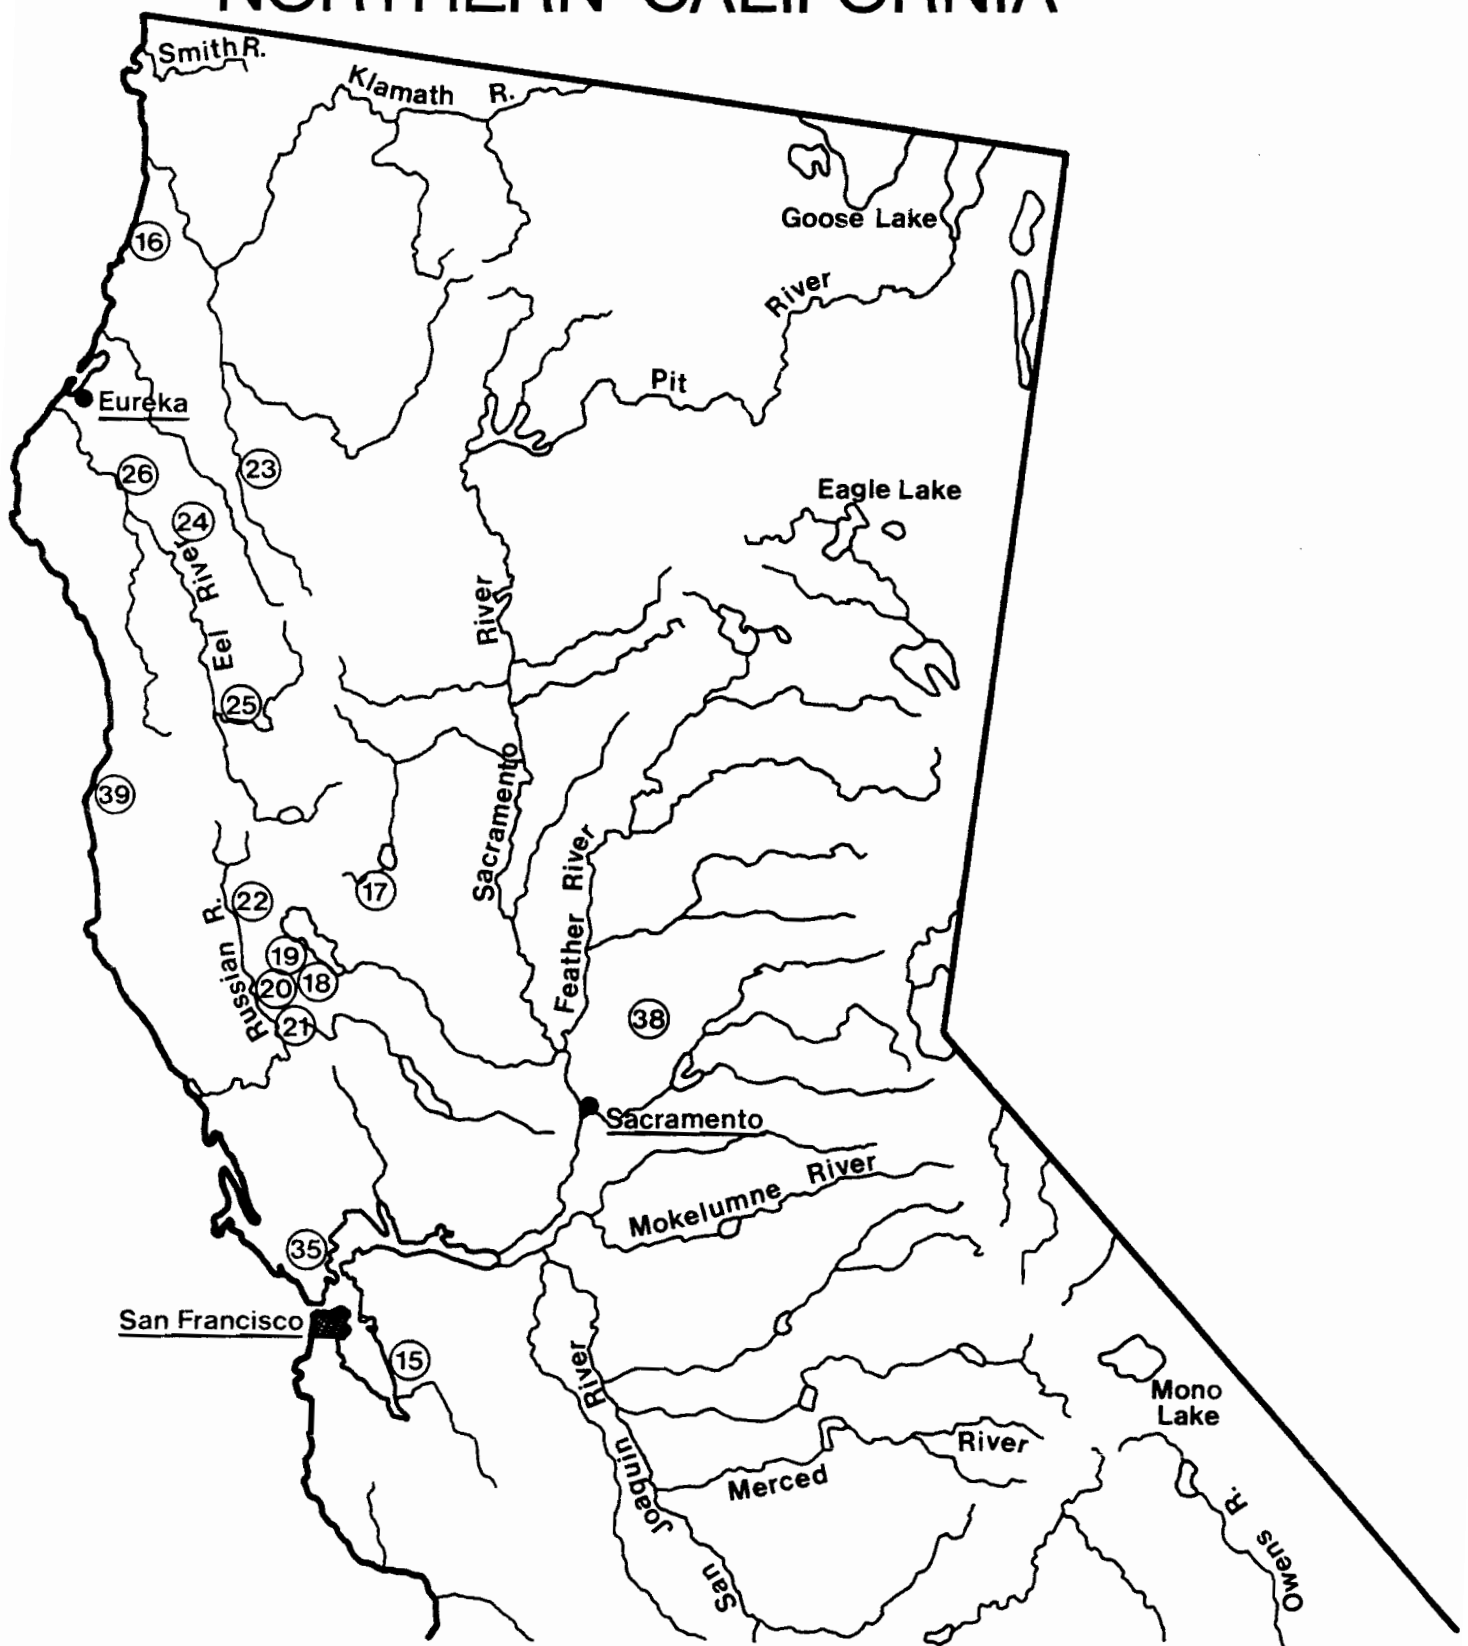 NORTHERN CALIFORNIA
Smith R.
Klamath R.
16
Goose Lake
River
Pit
Eureka
26
23
24
Eagle Lake
Eel River
River
25
Sacramento
39
Feather River
17
22
Russian R.
19
20
18
21
38
Sacramento
Mokelumne River
35
San Francisco
15
River
Joaquin
San
Mono
Lake
Merced
River
Owens R.